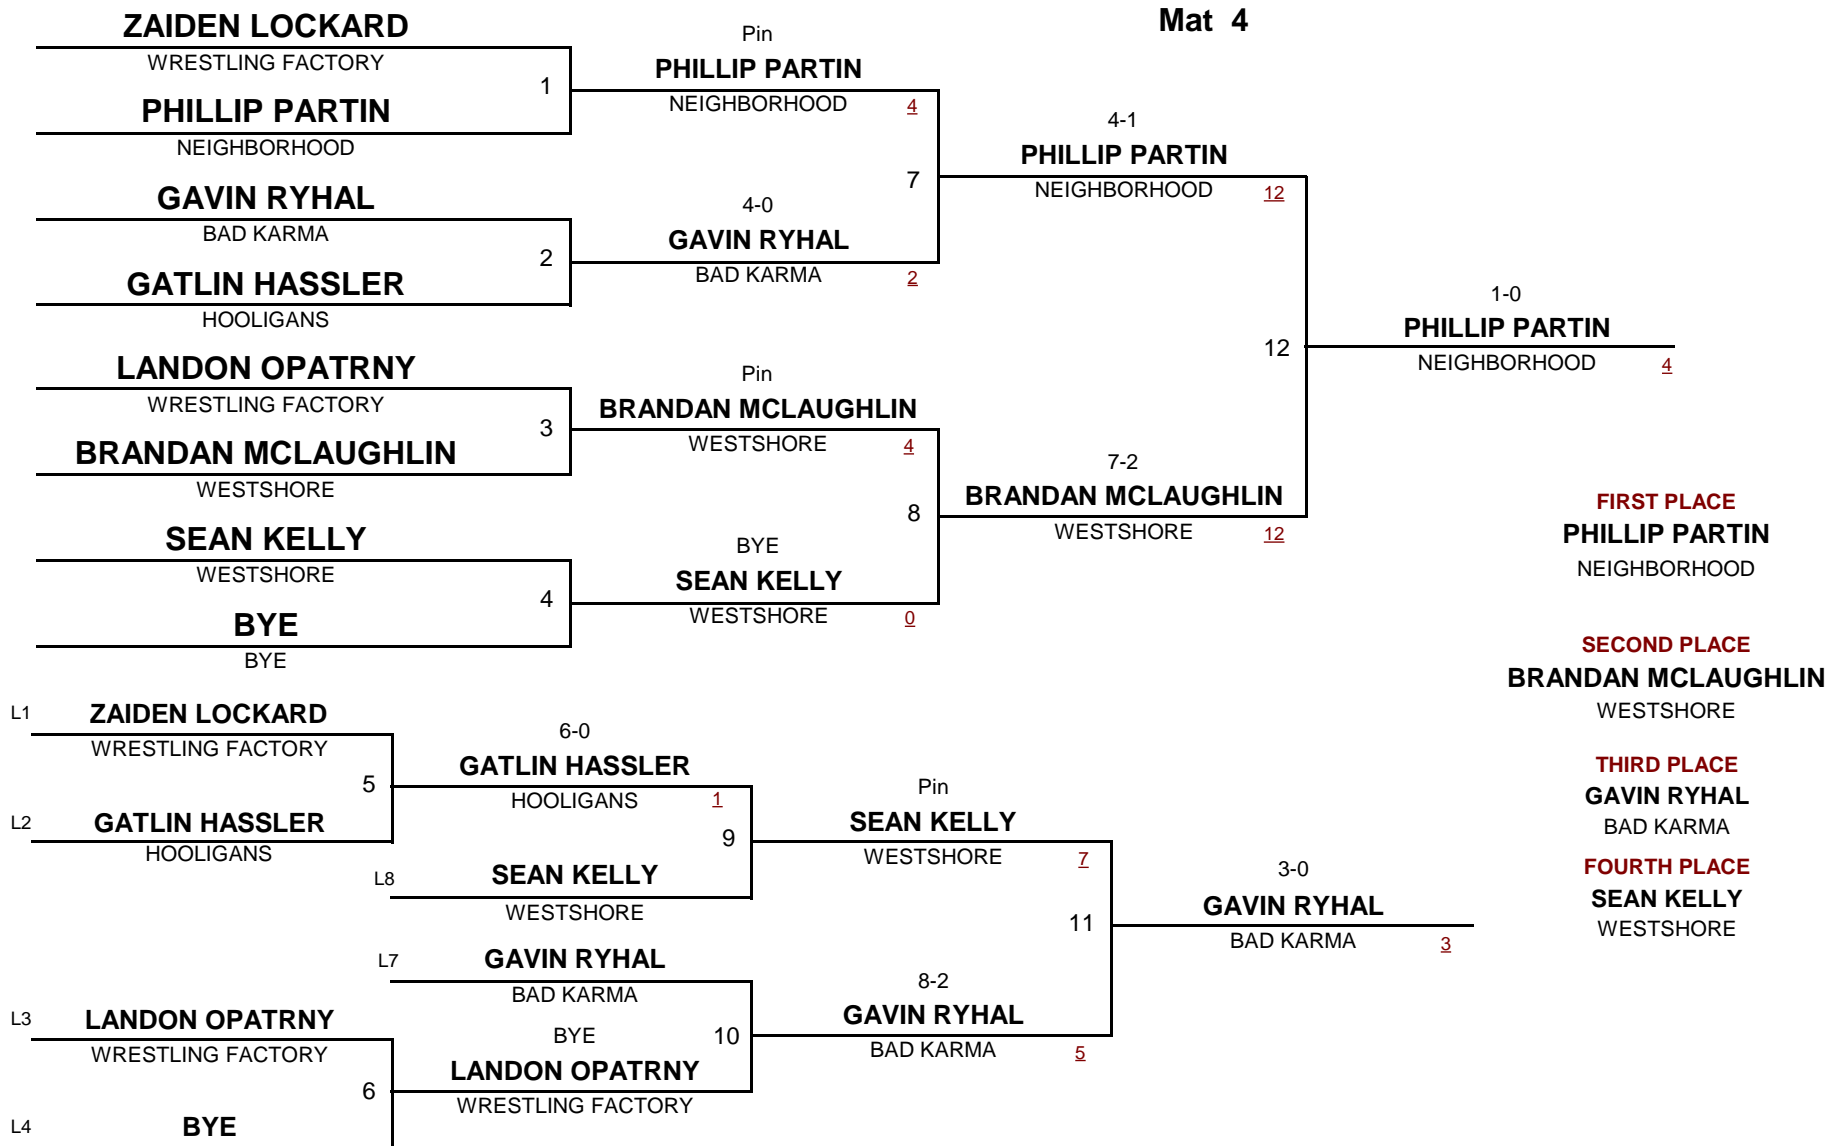 Mat 4
ZAIDEN LOCKARD
WRESTLING FACTORY
1
PHILLIP PARTIN
NEIGHBORHOOD
GAVIN RYHAL
BAD KARMA
2
GATLIN HASSLER
HOOLIGANS
LANDON OPATRNY
WRESTLING FACTORY
3
BRANDAN MCLAUGHLIN
WESTSHORE
SEAN KELLY
WESTSHORE
4
BYE
BYE
Pin
PHILLIP PARTIN
NEIGHBORHOOD 4
7
4-0
GAVIN RYHAL
BAD KARMA 2
Pin
BRANDAN MCLAUGHLIN
WESTSHORE 4
8
BYE
SEAN KELLY
WESTSHORE 0
4-1
PHILLIP PARTIN
NEIGHBORHOOD 12
12
7-2
BRANDAN MCLAUGHLIN
WESTSHORE 12
1-0
PHILLIP PARTIN
NEIGHBORHOOD 4
FIRST PLACE
PHILLIP PARTIN
NEIGHBORHOOD
SECOND PLACE
BRANDAN MCLAUGHLIN
WESTSHORE
THIRD PLACE
GAVIN RYHAL
BAD KARMA
FOURTH PLACE
SEAN KELLY
WESTSHORE
L1 ZAIDEN LOCKARD
WRESTLING FACTORY
5
L2 GATLIN HASSLER
HOOLIGANS
L3 LANDON OPATRNY
WRESTLING FACTORY
6
L4 BYE
6-0
GATLIN HASSLER
HOOLIGANS 1
9
L8 SEAN KELLY
WESTSHORE
L7 GAVIN RYHAL
BAD KARMA
10
BYE
LANDON OPATRNY
WRESTLING FACTORY
Pin
SEAN KELLY
WESTSHORE 7
11
8-2
GAVIN RYHAL
BAD KARMA 5
3-0
GAVIN RYHAL
BAD KARMA 3